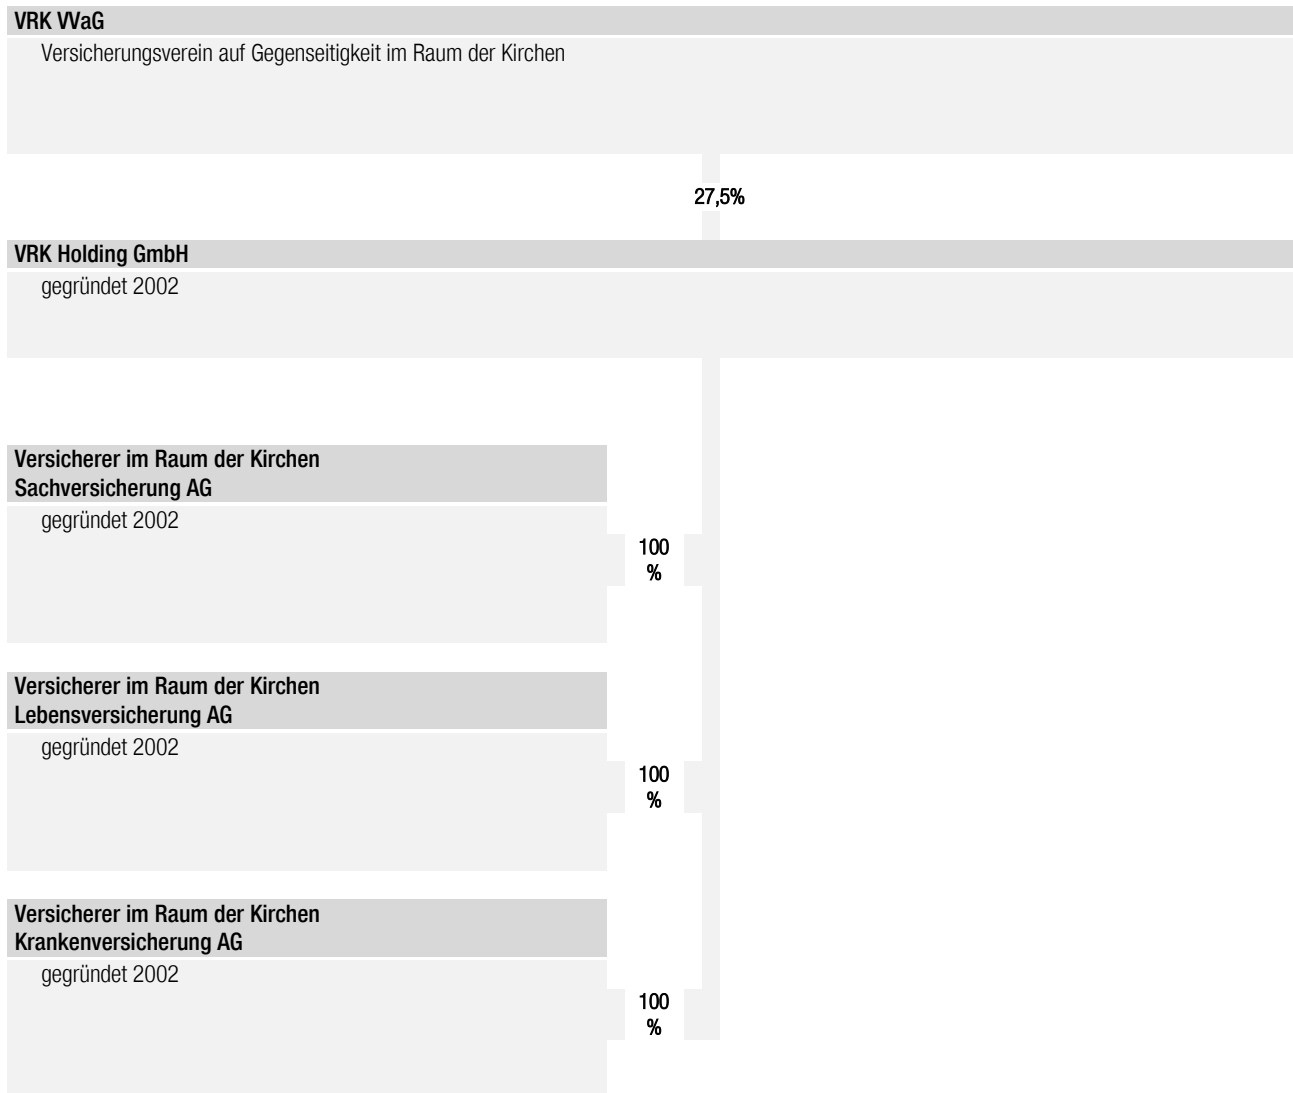 VRK VVaG
Versicherungsverein auf Gegenseitigkeit im Raum der Kirchen
27,5%
VRK Holding GmbH
gegründet 2002
Versicherer im Raum der Kirchen
Sachversicherung AG
gegründet 2002
100
%
Versicherer im Raum der Kirchen
Lebensversicherung AG
gegründet 2002
100
%
Versicherer im Raum der Kirchen
Krankenversicherung AG
gegründet 2002
100
%